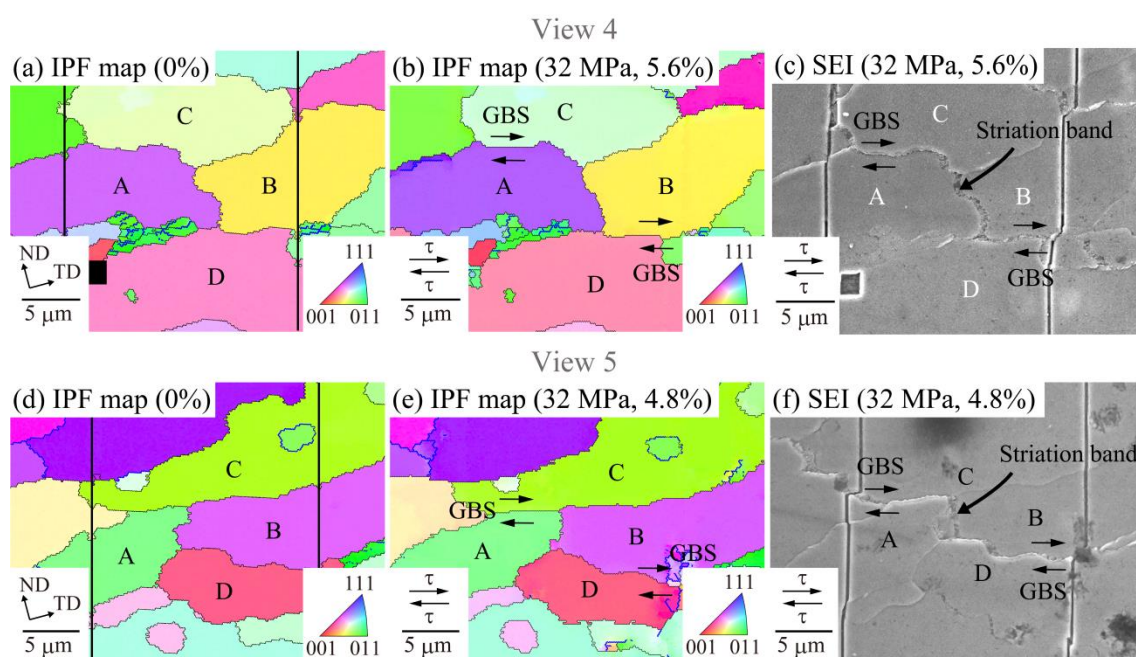 View 4
(a) IPF map (0%)
(b) IPF map (32 MPa, 5.6%)
(c) SEI (32 MPa, 5.6%)
C
A
B
D
ND
TD
5 μm
111
001 011
GBS
C
A
B
GBS
D
τ
τ
5 μm
111
001 011
GBS
C
Striation band
A
B
GBS
D
τ
τ
5 μm
View 5
(d) IPF map (0%)
(e) IPF map (32 MPa, 4.8%)
(f) SEI (32 MPa, 4.8%)
C
B
A
D
ND
TD
5 μm
111
001 011
C
GBS
B
A
GBS
D
τ
τ
5 μm
111
001 011
GBS
C
Striation band
B
A
D
GBS
τ
τ
5 μm